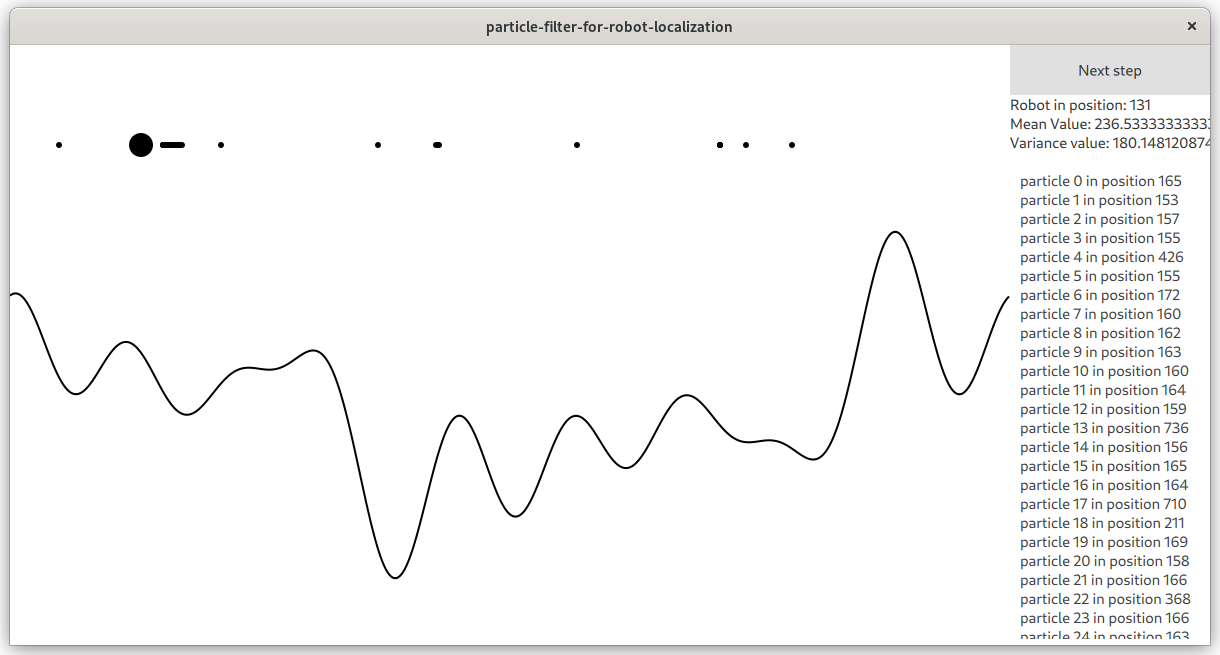 particle-filter-for-robot-localization
Next step
Robot in position: 131
Mean Value: 236.53333333333
Variance value: 180.148120874
particle 0 in position 165
particle 1 in position 153
particle 2 in position 157
particle 3 in position 155
particle 4 in position 426
particle 5 in position 155
particle 6 in position 172
particle 7 in position 160
particle 8 in position 162
particle 9 in position 163
particle 10 in position 160
particle 11 in position 164
particle 12 in position 159
particle 13 in position 736
particle 14 in position 156
particle 15 in position 165
particle 16 in position 164
particle 17 in position 710
particle 18 in position 211
particle 19 in position 169
particle 20 in position 158
particle 21 in position 166
particle 22 in position 368
particle 23 in position 166
particle 24 in position 163